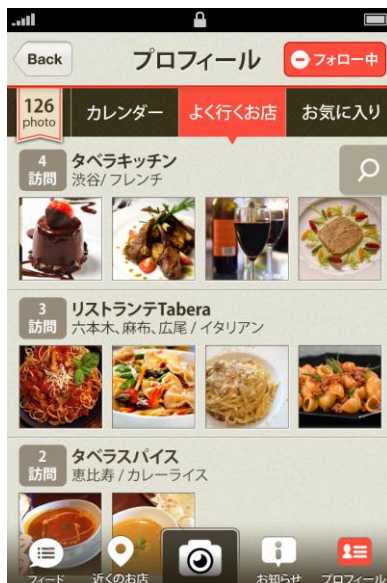 Back
プロフィール
フォロー中
126
photo
カレンダー
よく行くお店
お気に入り
4
訪問
タベラキッチン
渋谷/フレンチ
3
訪問
リストランテTabera
六本木、麻布、広尾 / イタリアン
2
訪問
タベラスパイス
恵比寿 / カレーライス
フィード
近くのお店
お知らせ
プロフィール